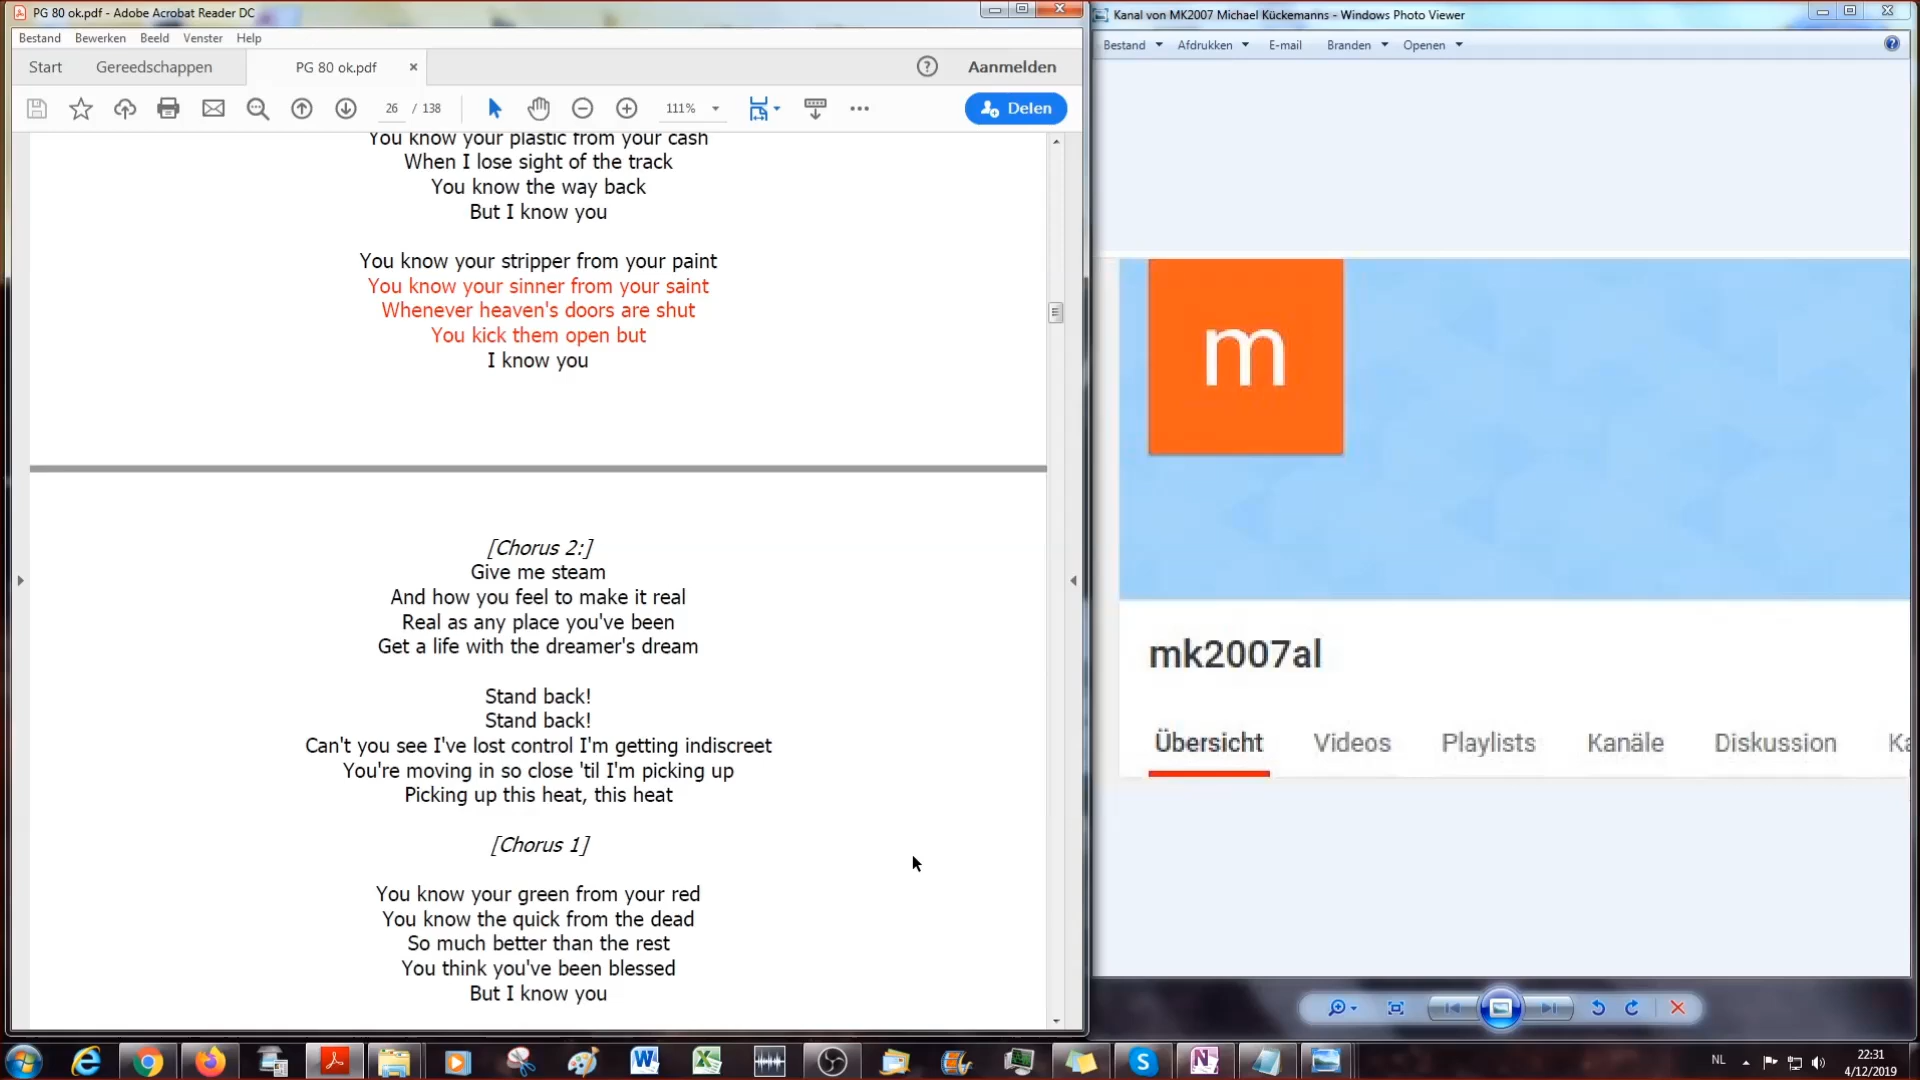 PG 80 ok.pdf - Adobe Acrobat Reader DC
Bestand Bewerken Beeld Venster Help
Start Gereedschappen PG 80 ok.pdf × Aanmelden
26 / 138 111% Delen
You know your plastic from your cash
When I lose sight of the track
You know the way back
But I know you
You know your stripper from your paint
You know your sinner from your saint
Whenever heaven's doors are shut
You kick them open but
I know you
[Chorus 2:]
Give me steam
And how you feel to make it real
Real as any place you've been
Get a life with the dreamer's dream
Stand back!
Stand back!
Can't you see I've lost control I'm getting indiscreet
You're moving in so close 'til I'm picking up
Picking up this heat, this heat
[Chorus 1]
You know your green from your red
You know the quick from the dead
So much better than the rest
You think you've been blessed
But I know you
Kanal von MK2007 Michael Kückemanns - Windows Photo Viewer
Bestand Afdrukken E-mail Branden Openen
m
mk2007al
Übersicht Videos Playlists Kanäle Diskussion Ka
NL
22:31
4/12/2019